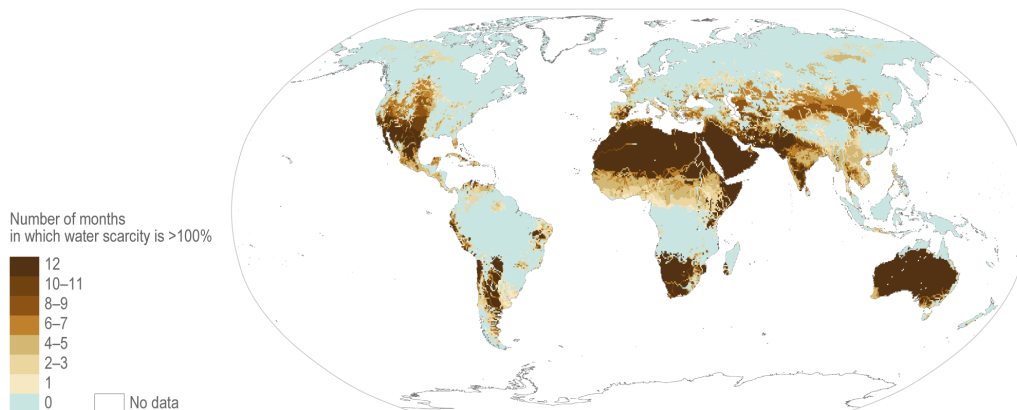 Number of months
in which water scarcity is >100%
12
10–11
8–9
6–7
4–5
2–3
1
0
No data